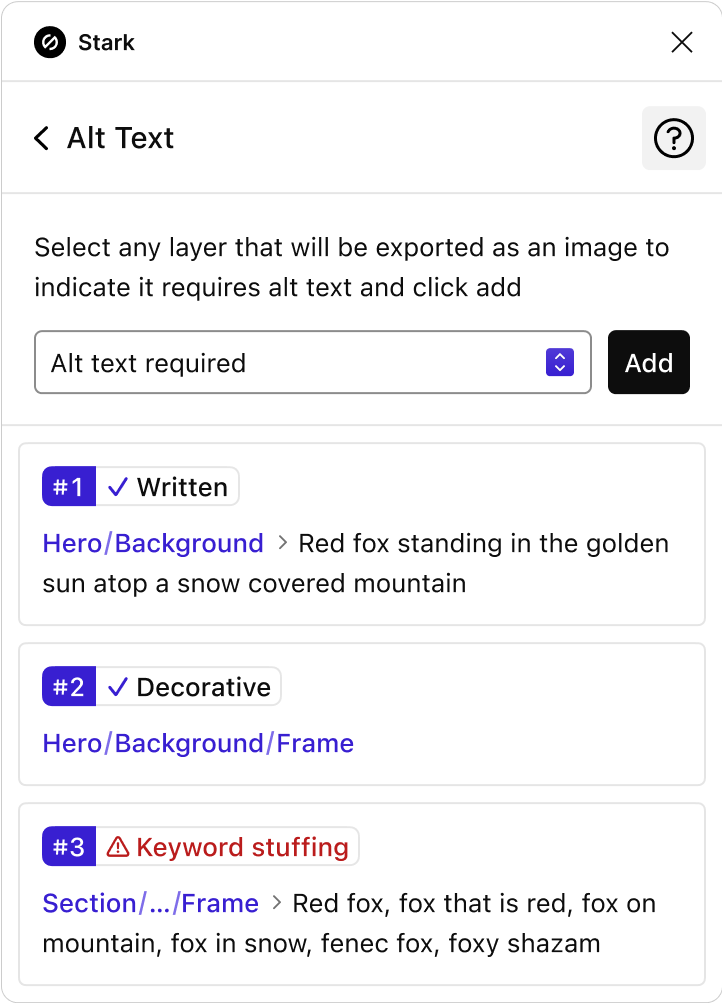 Stark
Alt Text
Select any layer that will be exported as an image to
indicate it requires alt text and click add
Alt text required
Add
#1 Written
Hero/Background > Red fox standing in the golden
sun atop a snow covered mountain
#2 Decorative
Hero/Background/Frame
#3 Keyword stuffing
Section/.../Frame > Red fox, fox that is red, fox on
mountain, fox in snow, fenec fox, foxy shazam